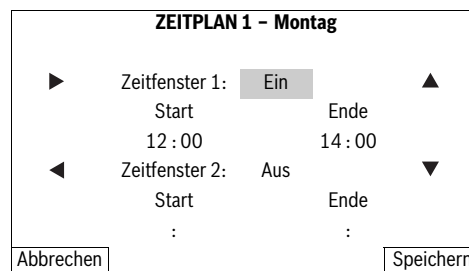 ZEITPLAN 1 – Montag
Zeitfenster 1: Ein
Start Ende
12 : 00 14 : 00
Zeitfenster 2: Aus
Start Ende
: :
Abbrechen Speichern